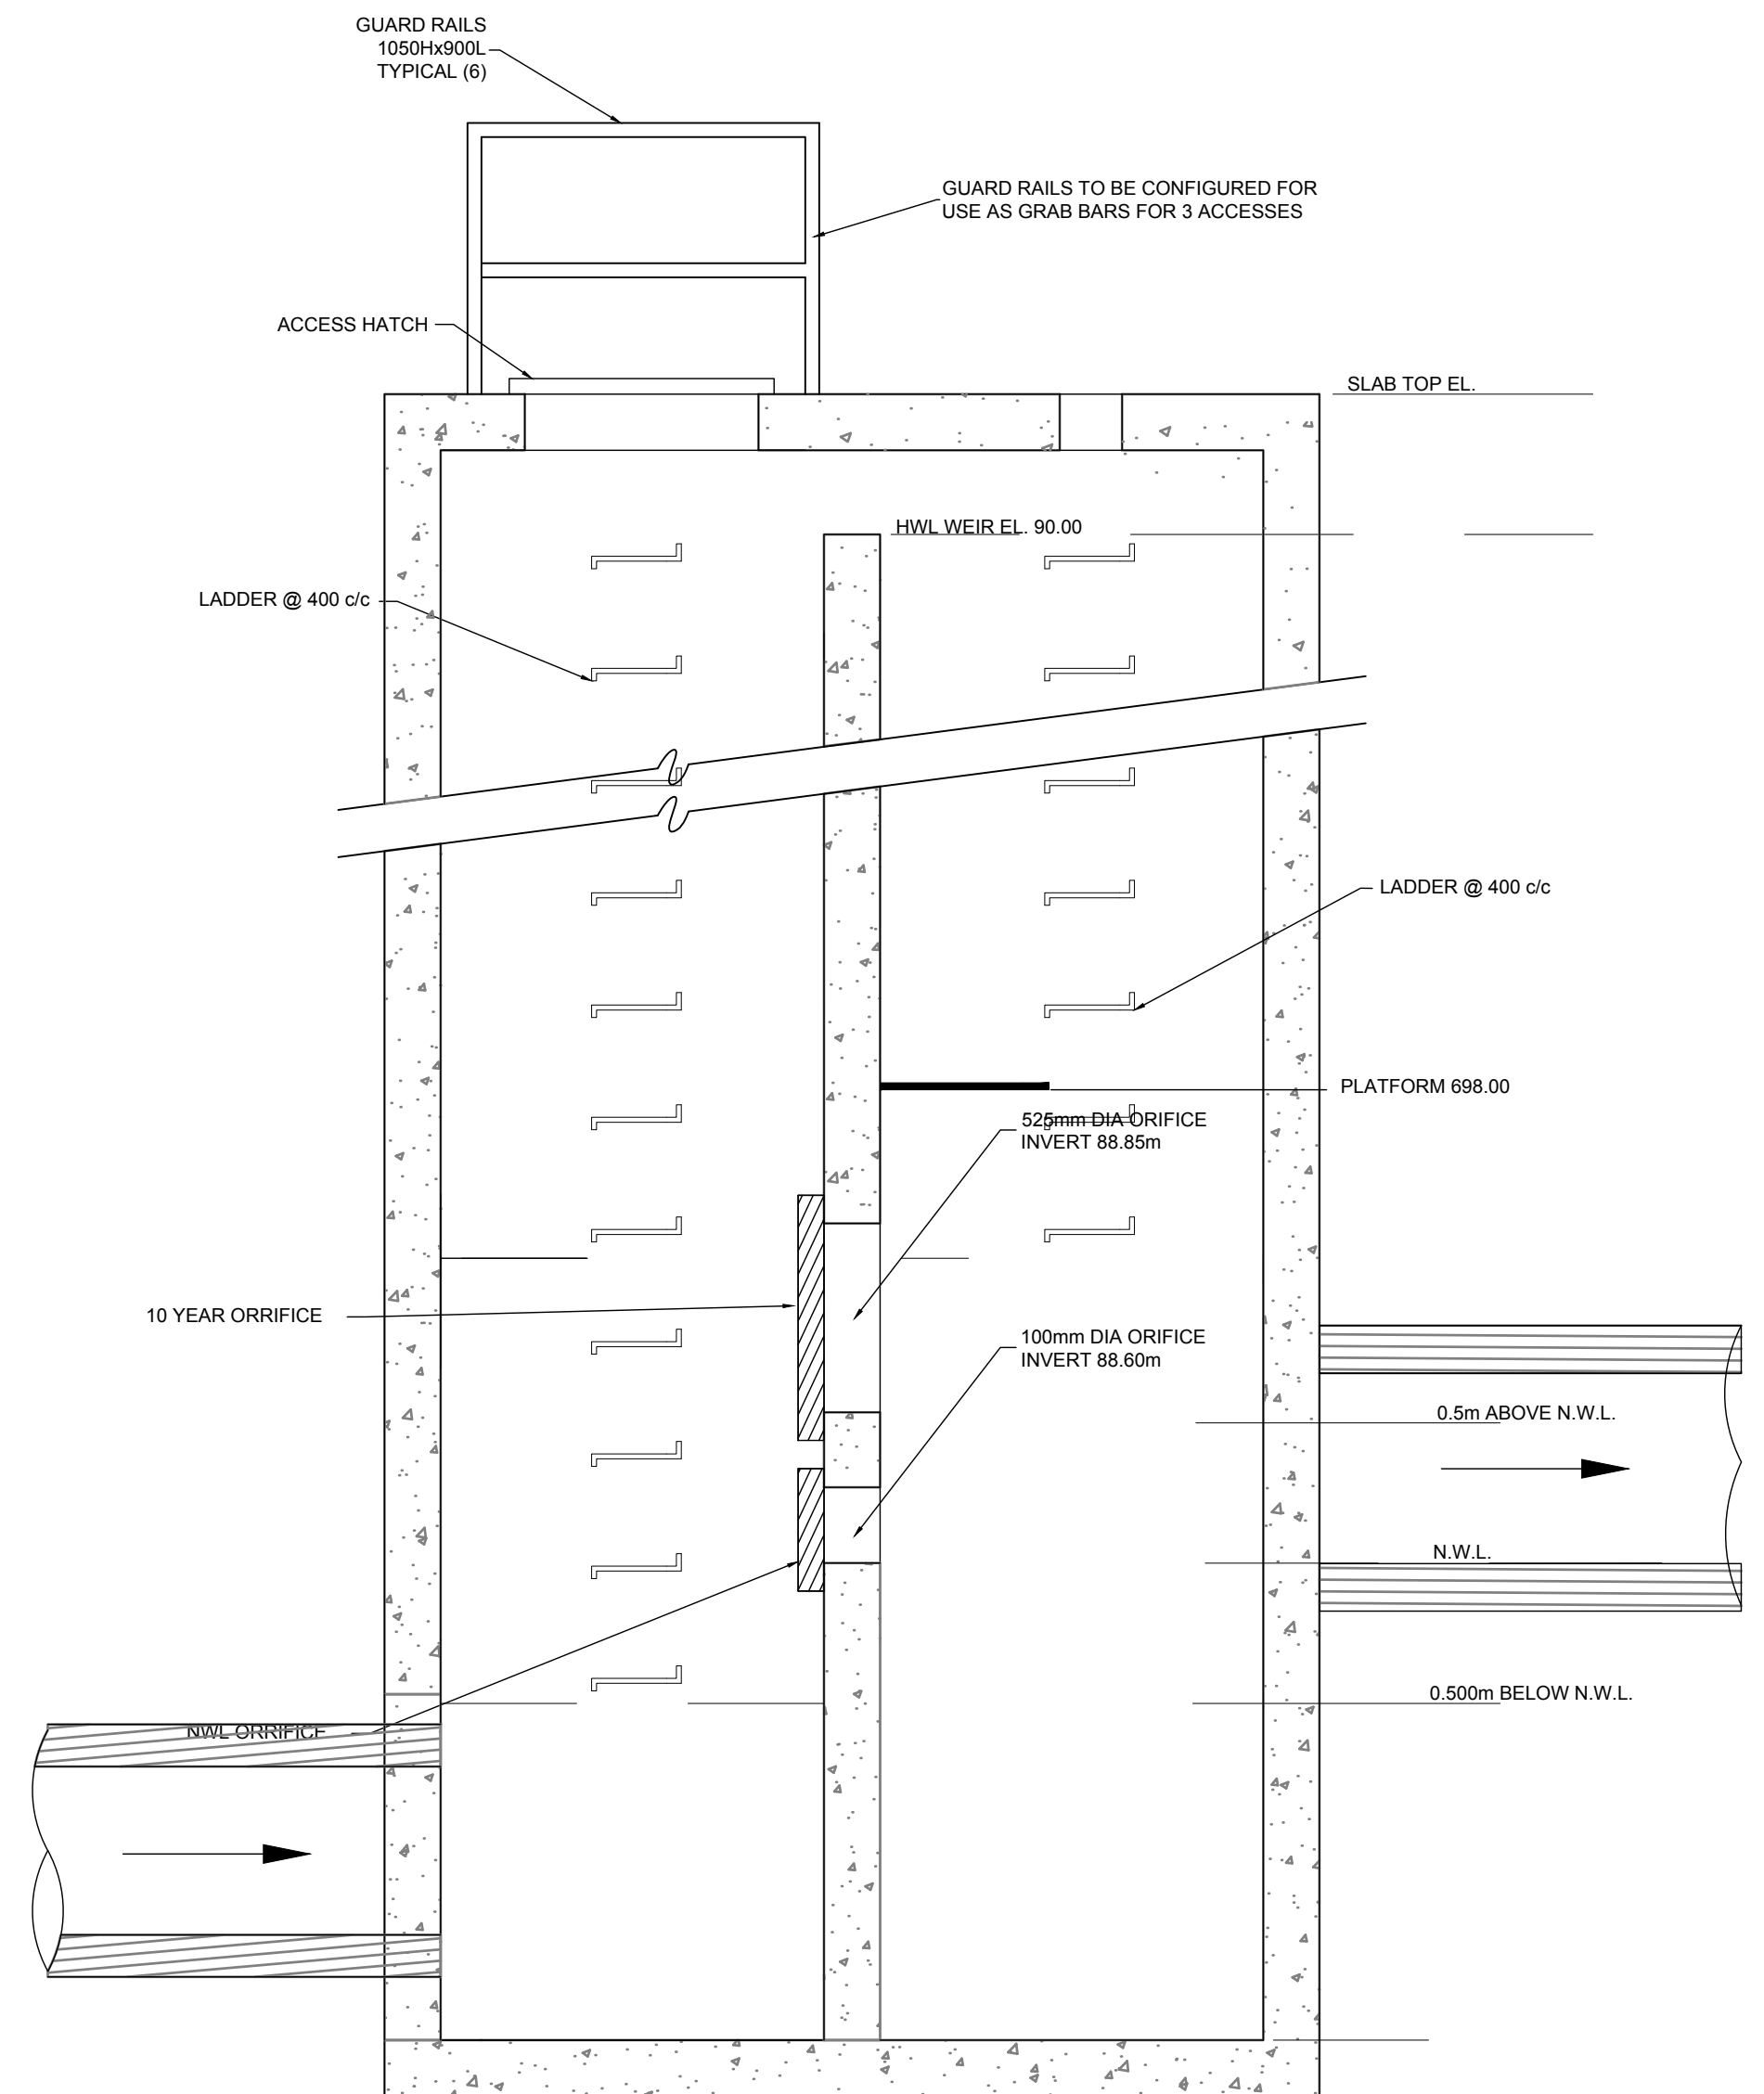 GUARD RAILS
1050Hx900L
TYPICAL (6)
GUARD RAILS TO BE CONFIGURED FOR
USE AS GRAB BARS FOR 3 ACCESSES
ACCESS HATCH
SLAB TOP EL.
HWL WEIR EL. 90.00
LADDER @ 400 c/c
LADDER @ 400 c/c
PLATFORM 698.00
525mm DIA ORIFICE
INVERT 88.85m
10 YEAR ORRIFICE
100mm DIA ORIFICE
INVERT 88.60m
0.5m ABOVE N.W.L.
N.W.L.
0.500m BELOW N.W.L.
NWL ORRIFICE